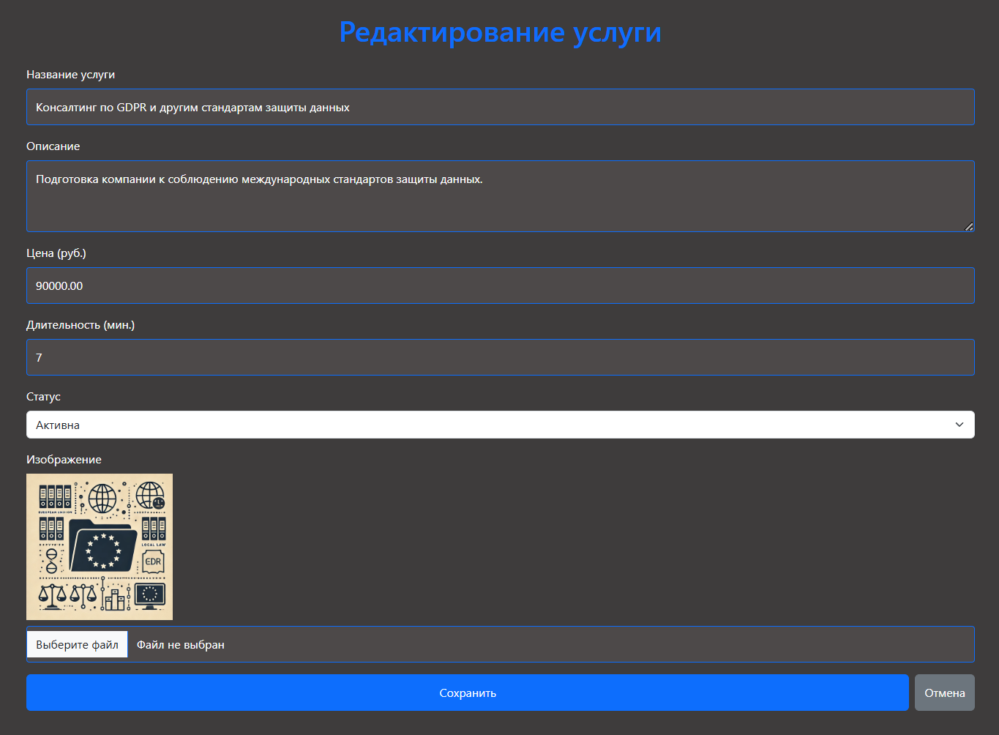 Редактирование услуги
Название услуги
Консалтинг по GDPR и другим стандартам защиты данных
Описание
Подготовка компании к соблюдению международных стандартов защиты данных.
Цена (руб.)
90000.00
Длительность (мин.)
7
Статус
Активна
Изображение
EUROPEAN UNION
LOCAL LAW
EDR
Выберите файл Файл не выбран
Сохранить Отмена